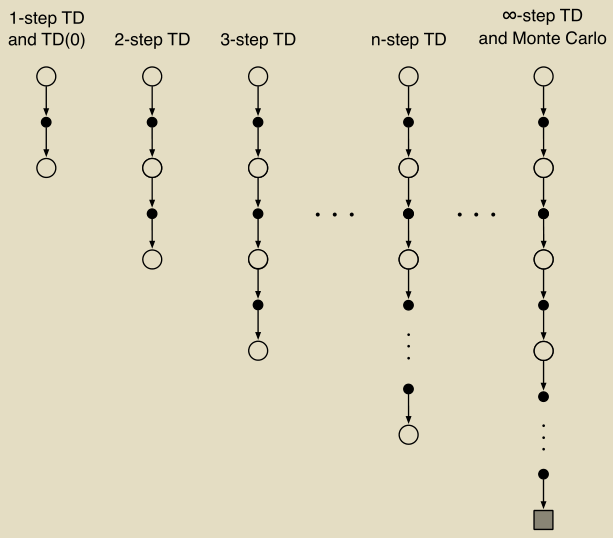 1-step TD
and TD(0)
2-step TD
3-step TD
n-step TD
∞-step TD
and Monte Carlo